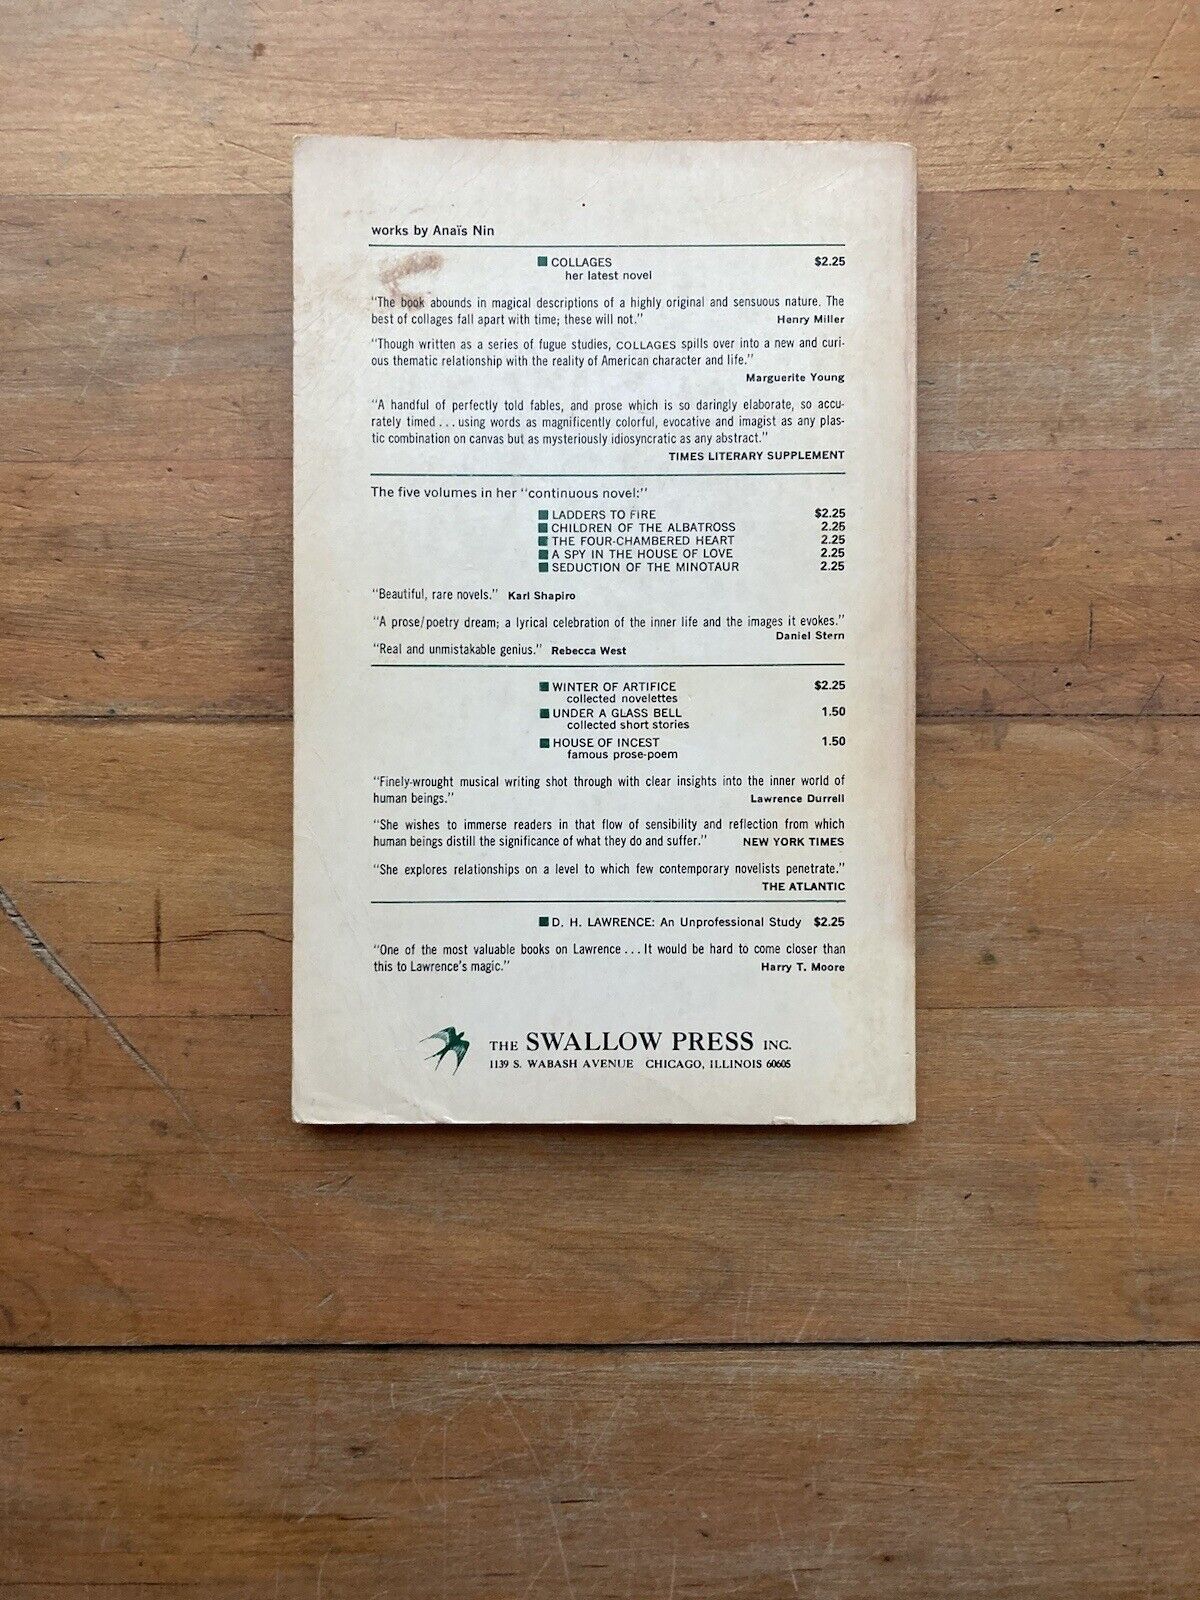 works by Anaïs Nin
■ COLLAGES $2.25
her latest novel
"The book abounds in magical descriptions of a highly original and sensuous nature. The
best of collages fall apart with time; these will not." Henry Miller
"Though written as a series of fugue studies, COLLAGES spills over into a new and curi-
ous thematic relationship with the reality of American character and life."
Marguerite Young
"A handful of perfectly told fables, and prose which is so daringly elaborate, so accu-
rately timed . . . using words as magnificently colorful, evocative and imagist as any plas-
tic combination on canvas but as mysteriously idiosyncratic as any abstract."
TIMES LITERARY SUPPLEMENT
The five volumes in her "continuous novel:"
■ LADDERS TO FIRE $2.25
■ CHILDREN OF THE ALBATROSS 2.25
■ THE FOUR-CHAMBERED HEART 2.25
■ A SPY IN THE HOUSE OF LOVE 2.25
■ SEDUCTION OF THE MINOTAUR 2.25
"Beautiful, rare novels." Karl Shapiro
"A prose/poetry dream; a lyrical celebration of the inner life and the images it evokes."
Daniel Stern
"Real and unmistakable genius." Rebecca West
■ WINTER OF ARTIFICE $2.25
collected novelettes
■ UNDER A GLASS BELL 1.50
collected short stories
■ HOUSE OF INCEST 1.50
famous prose-poem
"Finely-wrought musical writing shot through with clear insights into the inner world of
human beings." Lawrence Durrell
"She wishes to immerse readers in that flow of sensibility and reflection from which
human beings distill the significance of what they do and suffer." NEW YORK TIMES
"She explores relationships on a level to which few contemporary novelists penetrate."
THE ATLANTIC
■ D. H. LAWRENCE: An Unprofessional Study $2.25
"One of the most valuable books on Lawrence . . . It would be hard to come closer than
this to Lawrence's magic." Harry T. Moore
THE SWALLOW PRESS INC.
1139 S. WABASH AVENUE CHICAGO, ILLINOIS 60605